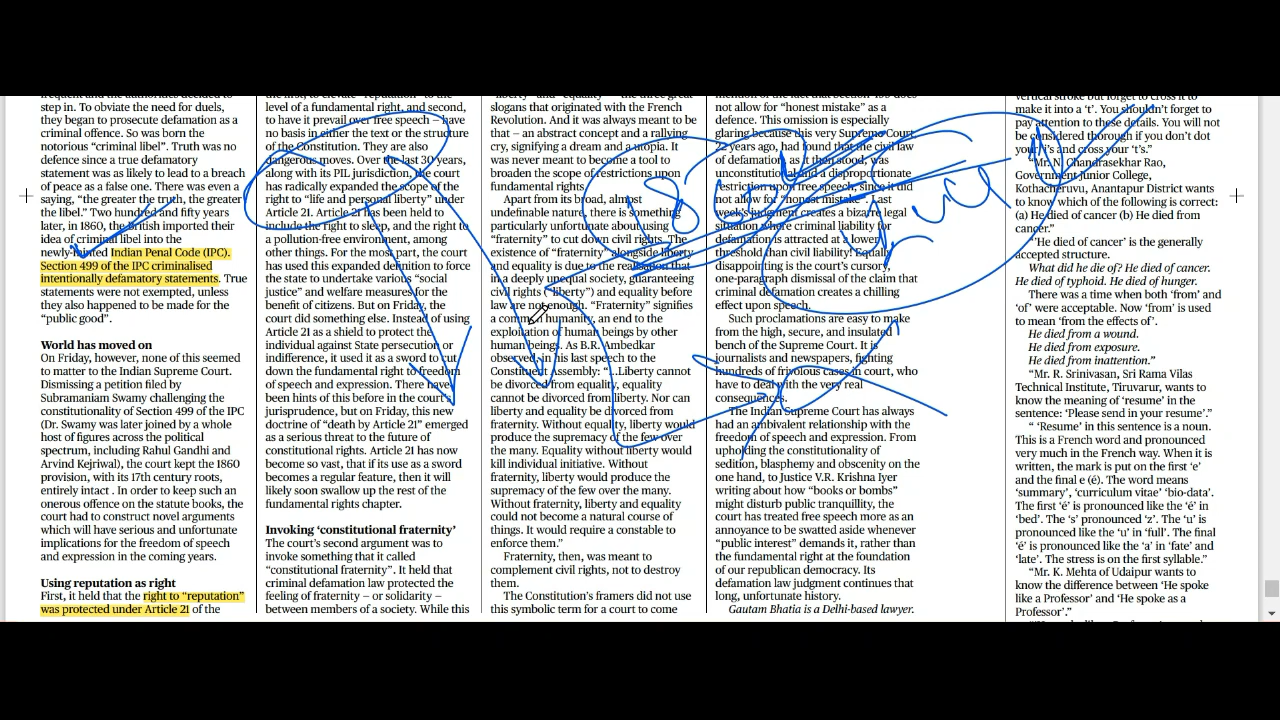 frequent and the authorities decided to
step in. To obviate the need for duels,
they began to prosecute defamation as a
criminal offence. So was born the
notorious “criminal libel”. Truth was no
defence since a true defamatory
statement was as likely to lead to a breach
of peace as a false one. There was even a
saying, “the greater the truth, the greater
the libel.” Two hundred and fifty years
later, in 1860, the British imported their
idea of criminal libel into the
newly-minted Indian Penal Code (IPC).
Section 499 of the IPC criminalised
intentionally defamatory statements. True
statements were not exempted, unless
they also happened to be made for the
“public good”.
World has moved on
On Friday, however, none of this seemed
to matter to the Indian Supreme Court.
Dismissing a petition filed by
Subramaniam Swamy challenging the
constitutionality of Section 499 of the IPC
(Dr. Swamy was later joined by a whole
host of figures across the political
spectrum, including Rahul Gandhi and
Arvind Kejriwal), the court kept the 1860
provision, with its 17th century roots,
entirely intact . In order to keep such an
onerous offence on the statute books, the
court had to construct novel arguments
which will have serious and unfortunate
implications for the freedom of speech
and expression in the coming years.
Using reputation as right
First, it held that the right to “reputation”
was protected under Article 21 of the
level of a fundamental right, and second,
to have it prevail over free speech – have
no basis in either the text or the structure
of the Constitution. They are also
dangerous moves. Over the last 30 years,
along with its PIL jurisdiction, the court
has radically expanded the scope of the
right to “life and personal liberty” under
Article 21. Article 21 has been held to
include the right to sleep, and the right to
a pollution-free environment, among
other things. For the most part, the court
has used this expanded definition to force
the state to undertake various “social
justice” and welfare measures for the
benefit of citizens. But on Friday, the
court did something else. Instead of using
Article 21 as a shield to protect the
individual against State persecution or
indifference, it used it as a sword to cut
down the fundamental right to freedom
of speech and expression. There have
been hints of this before in the court’s
jurisprudence, but on Friday, this new
doctrine of “death by Article 21” emerged
as a serious threat to the future of
constitutional rights. Article 21 has now
become so vast, that if its use as a sword
becomes a regular feature, then it will
likely soon swallow up the rest of the
fundamental rights chapter.
Invoking ‘constitutional fraternity’
The court’s second argument was to
invoke something that it called
“constitutional fraternity”. It held that
criminal defamation law protected the
feeling of fraternity – or solidarity –
between members of a society. While this
slogans that originated with the French
Revolution. And it was always meant to be
that – an abstract concept and a rallying
cry, signifying a dream and a utopia. It
was never meant to become a tool to
broaden the scope of restrictions upon
fundamental rights.
Apart from its broad, almost
undefinable nature, there is something
particularly unfortunate about using
“fraternity” to cut down civil rights. The
existence of “fraternity” alongside liberty
and equality is due to the realisation that
in a deeply unequal society, guaranteeing
civil rights (“liberty”) and equality before
law are not enough. “Fraternity” signifies
a common humanity, an end to the
exploitation of human beings by other
human beings. As B.R. Ambedkar
observed, in his last speech to the
Constituent Assembly: “...Liberty cannot
be divorced from equality, equality
cannot be divorced from liberty. Nor can
liberty and equality be divorced from
fraternity. Without equality, liberty would
produce the supremacy of the few over
the many. Equality without liberty would
kill individual initiative. Without
fraternity, liberty would produce the
supremacy of the few over the many.
Without fraternity, liberty and equality
could not become a natural course of
things. It would require a constable to
enforce them.”
Fraternity, then, was meant to
complement civil rights, not to destroy
them.
The Constitution’s framers did not use
this symbolic term for a court to come
not allow for “honest mistake” as a
defence. This omission is especially
glaring because this very Supreme Court,
22 years ago, had found that the civil law
of defamation, as it then stood, was
unconstitutional and a disproportionate
restriction upon free speech, since it did
not allow for “honest mistake”. Last
week’s judgment creates a bizarre legal
situation where criminal liability for
defamation is attracted at a lower
threshold than civil liability! Equally
disappointing is the court’s cursory,
one-paragraph dismissal of the claim that
criminal defamation creates a chilling
effect upon speech.
Such proclamations are easy to make
from the high, secure, and insulated
bench of the Supreme Court. It is
journalists and newspapers, fighting
hundreds of frivolous cases in court, who
have to deal with the very real
consequences.
The Indian Supreme Court has always
had an ambivalent relationship with the
freedom of speech and expression. From
upholding the constitutionality of
sedition, blasphemy and obscenity on the
one hand, to Justice V.R. Krishna Iyer
writing about how “books or bombs”
might disturb public tranquillity, the
court has treated free speech more as an
annoyance to be swatted aside whenever
“public interest” demands it, rather than
the fundamental right at the foundation
of our republican democracy. Its
defamation law judgment continues that
long, unfortunate history.
Gautam Bhatia is a Delhi-based lawyer.
vertical stroke but forget to cross it to
make it into a ‘t’. You shouldn’t forget to
pay attention to these details. You will not
be considered thorough if you don’t dot
your i’s and cross your ‘t’s.”
“Mr. N. Chandrasekhar Rao,
Government Junior College,
Kothacheruvu, Anantapur District wants
to know which of the following is correct:
(a) He died of cancer (b) He died from
cancer.”
“‘He died of cancer’ is the generally
accepted structure.
What did he die of? He died of cancer.
He died of typhoid. He died of hunger.
There was a time when both ‘from’ and
‘of’ were acceptable. Now ‘from’ is used
to mean ‘from the effects of’.
He died from a wound.
He died from exposure.
He died from inattention.”
“Mr. R. Srinivasan, Sri Rama Vilas
Technical Institute, Tiruvarur, wants to
know the meaning of ‘resume’ in the
sentence: ‘Please send in your resume’.”
“ ‘Resume’ in this sentence is a noun.
This is a French word and pronounced
very much in the French way. When it is
written, the mark is put on the first ‘e’
and the final e (é). The word means
‘summary’, ‘curriculum vitae’ ‘bio-data’.
The first ‘é’ is pronounced like the ‘é’ in
‘bed’. The ‘s’ pronounced ‘z’. The ‘u’ is
pronounced like the ‘u’ in ‘full’. The final
‘é’ is pronounced like the ‘a’ in ‘fate’ and
‘late’. The stress is on the first syllable.”
“Mr. K. Mehta of Udaipur wants to
know the difference between ‘He spoke
like a Professor’ and ‘He spoke as a
Professor’.”